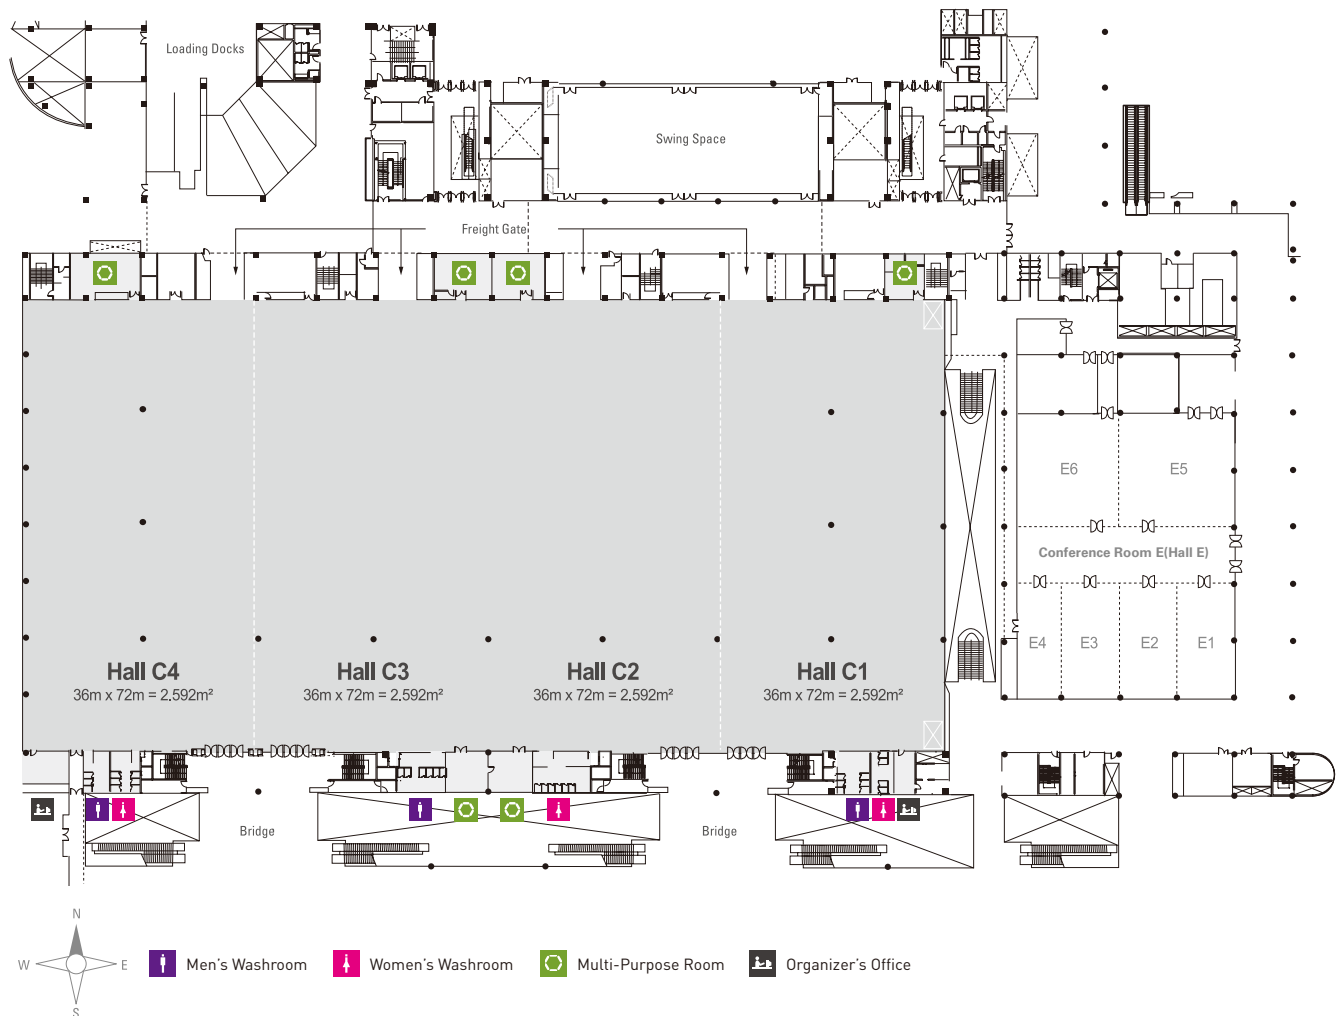 Loading Docks
Swing Space
Freight Gate
E6
E5
Conference Room E(Hall E)
E4
E3
E2
E1
Hall C4
36m x 72m = 2.592m²
Hall C3
36m x 72m = 2.592m²
Hall C2
36m x 72m = 2.592m²
Hall C1
36m x 72m = 2.592m²
Bridge
Bridge
N
W
E
S
Men's Washroom
Women's Washroom
Multi-Purpose Room
Organizer's Office